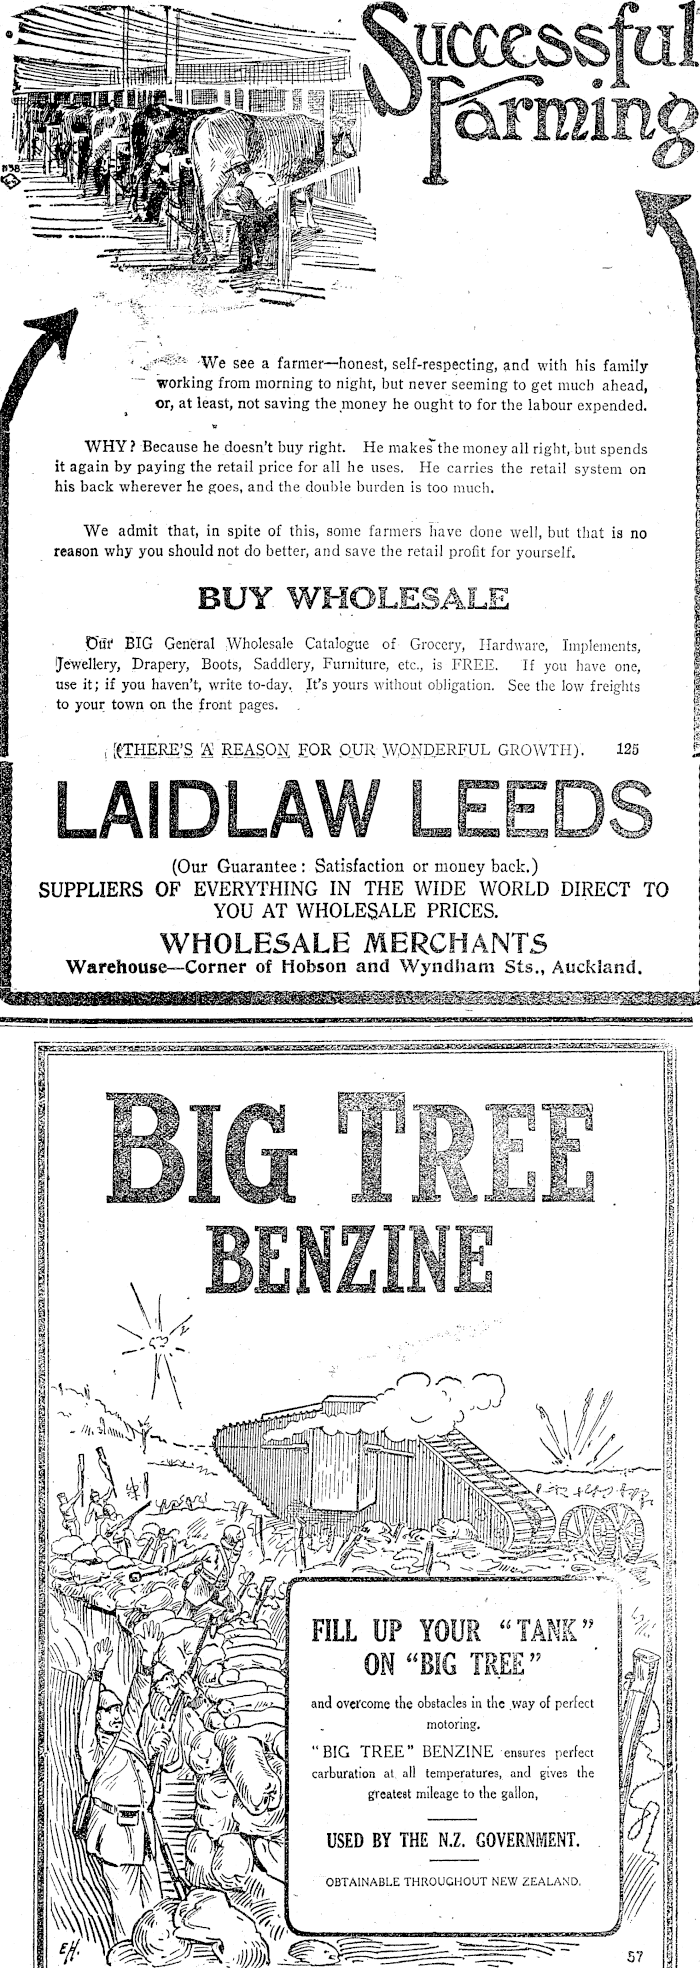 Successful
Farming
We see a farmer—honest, self-respecting, and with his family
working from morning to night, but never seeming to get much ahead,
or, at least, not saving the money he ought to for the labour expended.
WHY? Because he doesn't buy right. He makes the money all right, but spends
it again by paying the retail price for all he uses. He carries the retail system on
his back wherever he goes, and the double burden is too much.
We admit that, in spite of this, some farmers have done well, but that is no
reason why you should not do better, and save the retail profit for yourself.
BUY WHOLESALE
Our BIG General Wholesale Catalogue of Grocery, Hardware, Implements,
Jewellery, Drapery, Boots, Saddlery, Furniture, etc., is FREE. If you have one,
use it; if you haven't, write to-day. It's yours without obligation. See the low freights
to your town on the front pages.
(THERE'S A REASON FOR OUR WONDERFUL GROWTH). 125
LAIDLAW LEEDS
(Our Guarantee: Satisfaction or money back.)
SUPPLIERS OF EVERYTHING IN THE WIDE WORLD DIRECT TO
YOU AT WHOLESALE PRICES.
WHOLESALE MERCHANTS
Warehouse—Corner of Hobson and Wyndham Sts., Auckland.
BIG TREE
BENZINE
FILL UP YOUR "TANK"
ON "BIG TREE"
and overcome the obstacles in the way of perfect
motoring.
"BIG TREE" BENZINE ensures perfect
carburation at all temperatures, and gives the
greatest mileage to the gallon,
USED BY THE N.Z. GOVERNMENT.
OBTAINABLE THROUGHOUT NEW ZEALAND.
E.H.
57